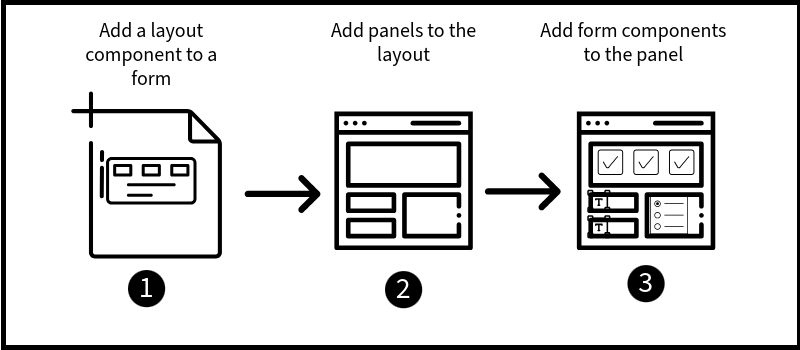 Add a layout
component to a
form
Add panels to the
layout
Add form components
to the panel
T
T
1
2
3